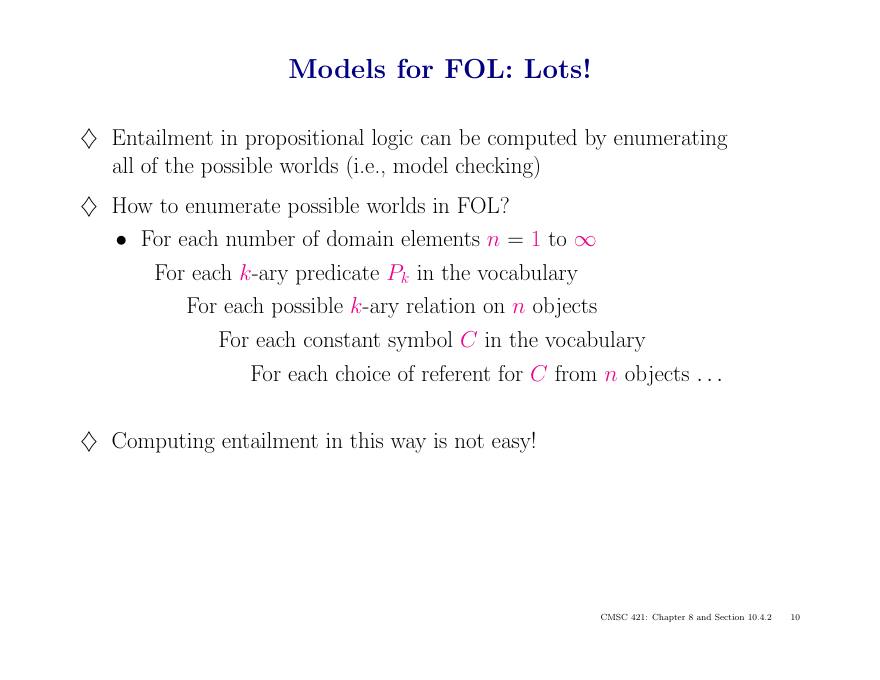 Models for FOL: Lots!
♢ Entailment in propositional logic can be computed by enumerating
all of the possible worlds (i.e., model checking)
♢ How to enumerate possible worlds in FOL?
• For each number of domain elements n = 1 to ∞
For each k-ary predicate Pₖ in the vocabulary
For each possible k-ary relation on n objects
For each constant symbol C in the vocabulary
For each choice of referent for C from n objects . . .
♢ Computing entailment in this way is not easy!
CMSC 421: Chapter 8 and Section 10.4.2 10